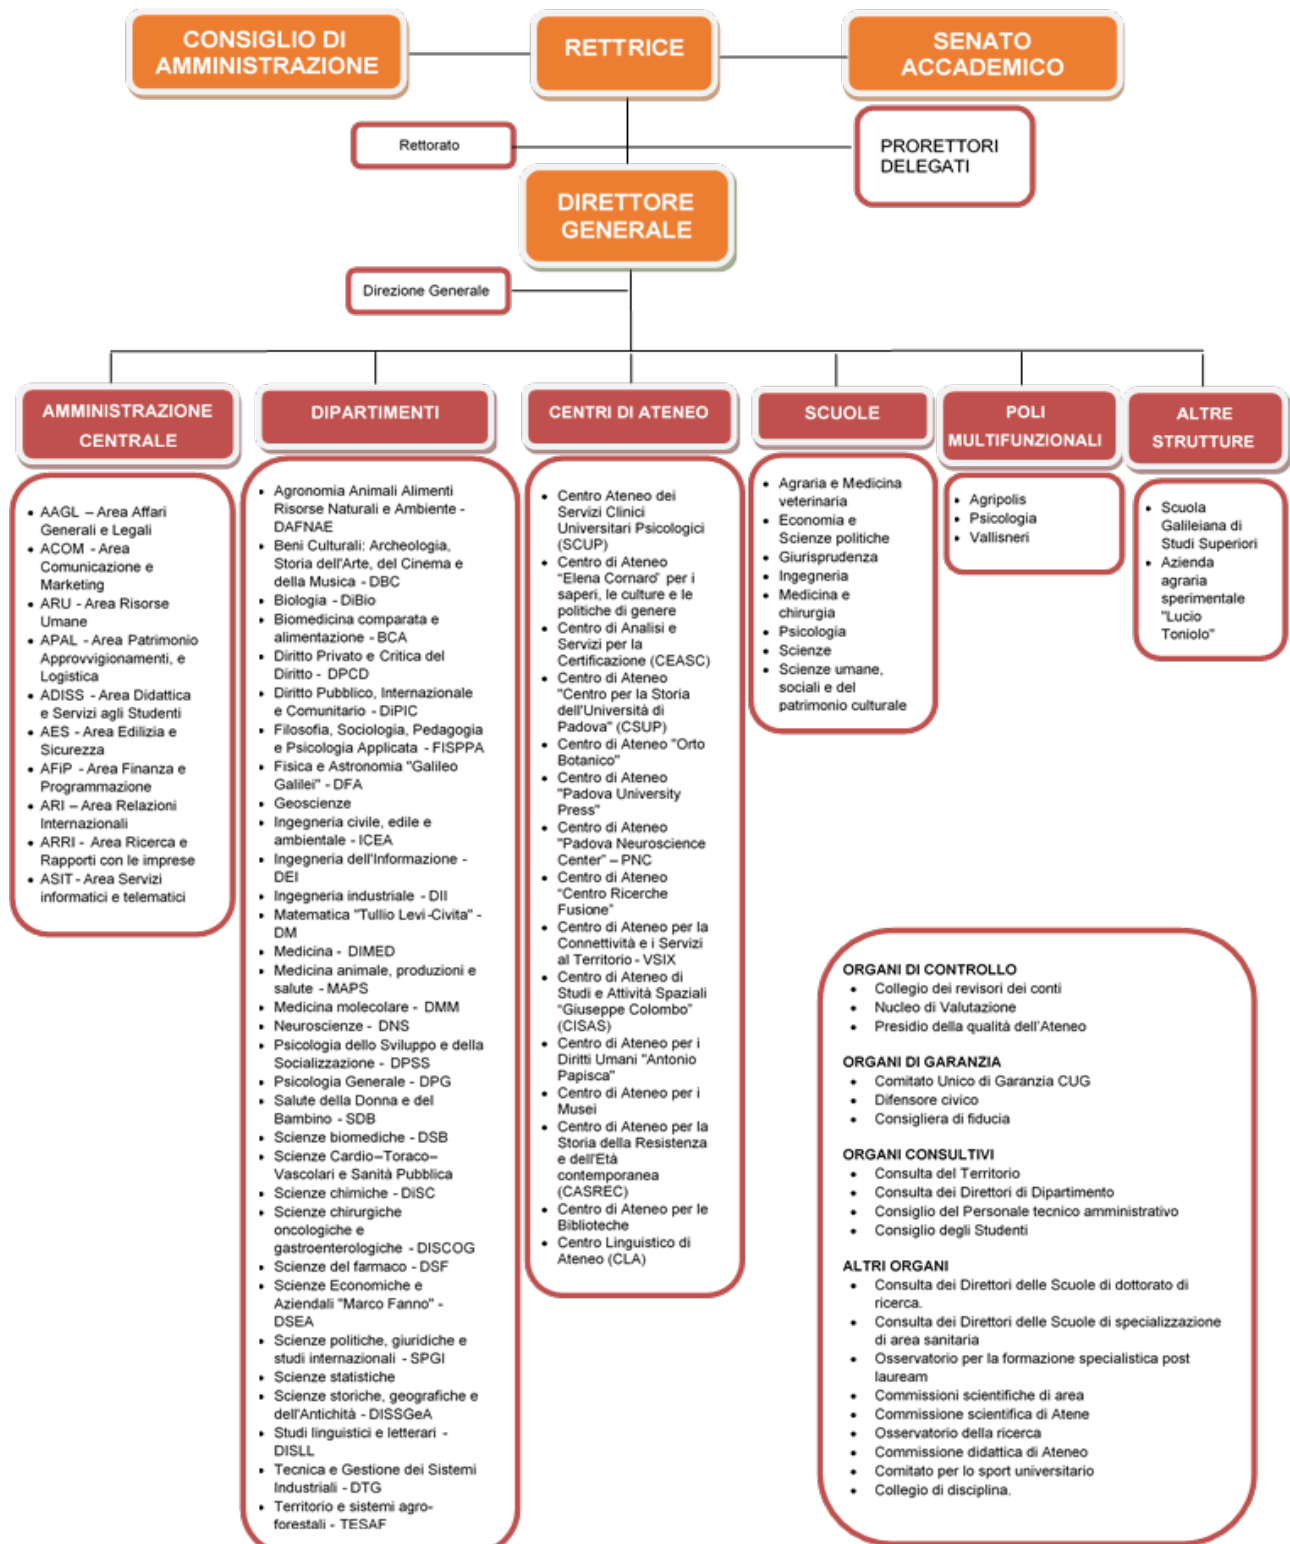 CONSIGLIO DI
AMMINISTRAZIONE
RETTRICE
SENATO
ACCADEMICO
Rettorato
PRORETTORI
DELEGATI
DIRETTORE
GENERALE
Direzione Generale
AMMINISTRAZIONE
CENTRALE
• AAGL – Area Affari
Generali e Legali
• ACOM - Area
Comunicazione e
Marketing
• ARU - Area Risorse
Umane
• APAL - Area Patrimonio
Approvvigionamenti, e
Logistica
• ADISS - Area Didattica
e Servizi agli Studenti
• AES - Area Edilizia e
Sicurezza
• AFiP - Area Finanza e
Programmazione
• ARI – Area Relazioni
Internazionali
• ARRI - Area Ricerca e
Rapporti con le imprese
• ASIT - Area Servizi
informatici e telematici
DIPARTIMENTI
• Agronomia Animali Alimenti
Risorse Naturali e Ambiente -
DAFNAE
• Beni Culturali: Archeologia,
Storia dell'Arte, del Cinema e
della Musica - DBC
• Biologia - DiBio
• Biomedicina comparata e
alimentazione - BCA
• Diritto Privato e Critica del
Diritto - DPCD
• Diritto Pubblico, Internazionale
e Comunitario - DiPIC
• Filosofia, Sociologia, Pedagogia
e Psicologia Applicata - FISPPA
• Fisica e Astronomia "Galileo
Galilei" - DFA
• Geoscienze
• Ingegneria civile, edile e
ambientale - ICEA
• Ingegneria dell'Informazione -
DEI
• Ingegneria industriale - DII
• Matematica "Tullio Levi-Civita" -
DM
• Medicina - DIMED
• Medicina animale, produzioni e
salute - MAPS
• Medicina molecolare - DMM
• Neuroscienze - DNS
• Psicologia dello Sviluppo e della
Socializzazione - DPSS
• Psicologia Generale - DPG
• Salute della Donna e del
Bambino - SDB
• Scienze biomediche - DSB
• Scienze Cardio–Toraco–
Vascolari e Sanità Pubblica
• Scienze chimiche - DiSC
• Scienze chirurgiche
oncologiche e
gastroenterologiche - DISCOG
• Scienze del farmaco - DSF
• Scienze Economiche e
Aziendali "Marco Fanno" -
DSEA
• Scienze politiche, giuridiche e
studi internazionali - SPGI
• Scienze statistiche
• Scienze storiche, geografiche e
dell'Antichità - DISSGeA
• Studi linguistici e letterari -
DISLL
• Tecnica e Gestione dei Sistemi
Industriali - DTG
• Territorio e sistemi agro-
forestali - TESAF
CENTRI DI ATENEO
• Centro Ateneo dei
Servizi Clinici
Universitari Psicologici
(SCUP)
• Centro di Ateneo
“Elena Cornaro” per i
saperi, le culture e le
politiche di genere
• Centro di Analisi e
Servizi per la
Certificazione (CEASC)
• Centro di Ateneo
"Centro per la Storia
dell'Università di
Padova" (CSUP)
• Centro di Ateneo "Orto
Botanico"
• Centro di Ateneo
"Padova University
Press"
• Centro di Ateneo
"Padova Neuroscience
Center” – PNC
• Centro di Ateneo
“Centro Ricerche
Fusione”
• Centro di Ateneo per la
Connettività e i Servizi
al Territorio - VSIX
• Centro di Ateneo di
Studi e Attività Spaziali
“Giuseppe Colombo”
(CISAS)
• Centro di Ateneo per i
Diritti Umani "Antonio
Papisca"
• Centro di Ateneo per i
Musei
• Centro di Ateneo per la
Storia della Resistenza
e dell'Età
contemporanea
(CASREC)
• Centro di Ateneo per le
Biblioteche
• Centro Linguistico di
Ateneo (CLA)
SCUOLE
• Agraria e Medicina
veterinaria
• Economia e
Scienze politiche
• Giurisprudenza
• Ingegneria
• Medicina e
chirurgia
• Psicologia
• Scienze
• Scienze umane,
sociali e del
patrimonio culturale
POLI
MULTIFUNZIONALI
• Agripolis
• Psicologia
• Vallisneri
ALTRE
STRUTTURE
• Scuola
Galileiana di
Studi Superiori
• Azienda
agraria
sperimentale
"Lucio
Toniolo"
ORGANI DI CONTROLLO
• Collegio dei revisori dei conti
• Nucleo di Valutazione
• Presidio della qualità dell'Ateneo
ORGANI DI GARANZIA
• Comitato Unico di Garanzia CUG
• Difensore civico
• Consigliera di fiducia
ORGANI CONSULTIVI
• Consulta del Territorio
• Consulta dei Direttori di Dipartimento
• Consiglio del Personale tecnico amministrativo
• Consiglio degli Studenti
ALTRI ORGANI
• Consulta dei Direttori delle Scuole di dottorato di
ricerca.
• Consulta dei Direttori delle Scuole di specializzazione
di area sanitaria
• Osservatorio per la formazione specialistica post
lauream
• Commissioni scientifiche di area
• Commissione scientifica di Atene
• Osservatorio della ricerca
• Commissione didattica di Ateneo
• Comitato per lo sport universitario
• Collegio di disciplina.